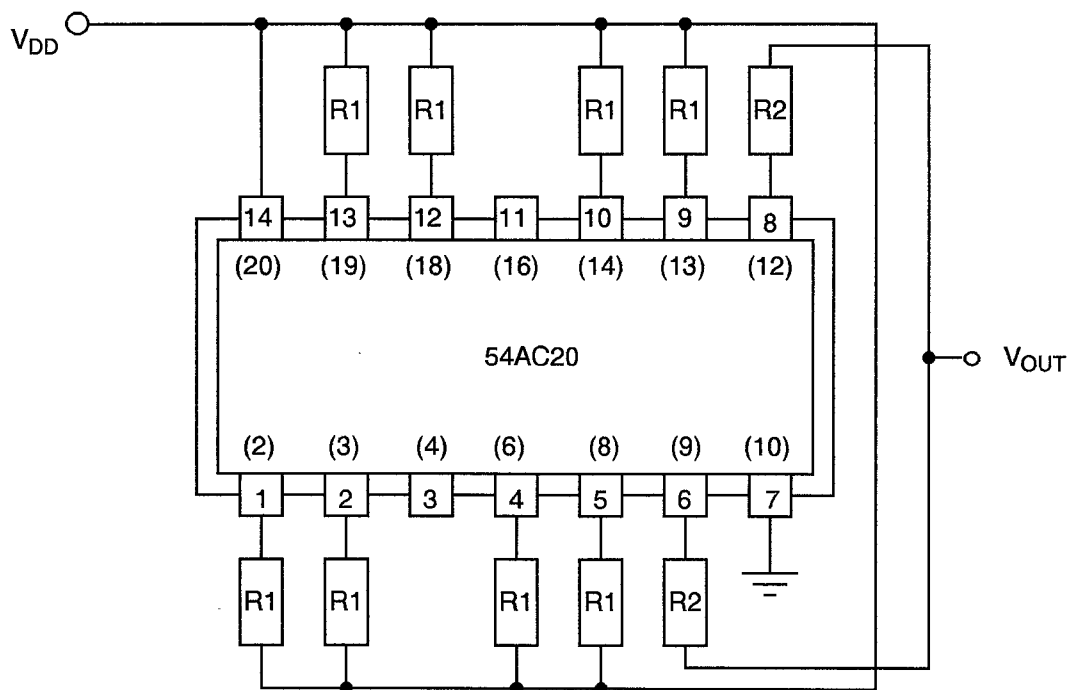 V_DD
R1 R1 R1 R1 R2
14 13 12 11 10 9 8
(20) (19) (18) (16) (14) (13) (12)
54AC20
V_OUT
(2) (3) (4) (6) (8) (9) (10)
1 2 3 4 5 6 7
R1 R1 R1 R1 R2